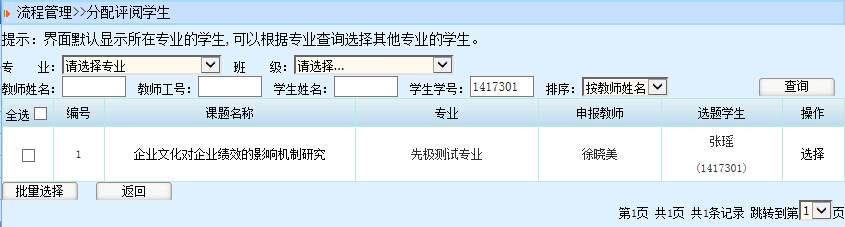 流程管理>>分配评阅学生
提示：界面默认显示所在专业的学生,可以根据专业查询选择其他专业的学生。
专 业：请选择专业 班 级：请选择...
教师姓名： 教师工号： 学生姓名： 学生学号：1417301 排序：按教师姓名 查询
全选 编号 课题名称 专业 申报教师 选题学生 操作
1 企业文化对企业绩效的影响机制研究 先极测试专业 徐晓美 张瑶 选择
(1417301)
批量选择 返回
第1页 共1页 共1条记录 跳转到第1页